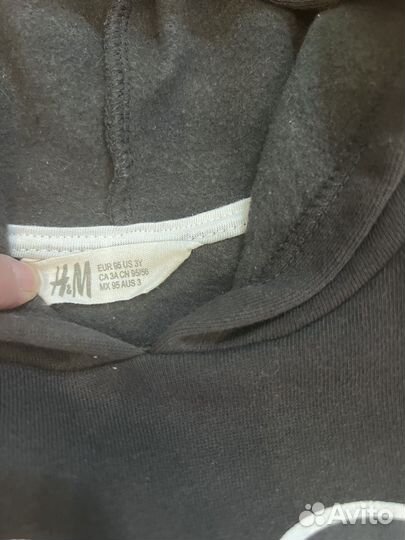 H&M
EUR 98 US 3Y
CA 3A CN 95/56
MX 95 AUS 3
Avito